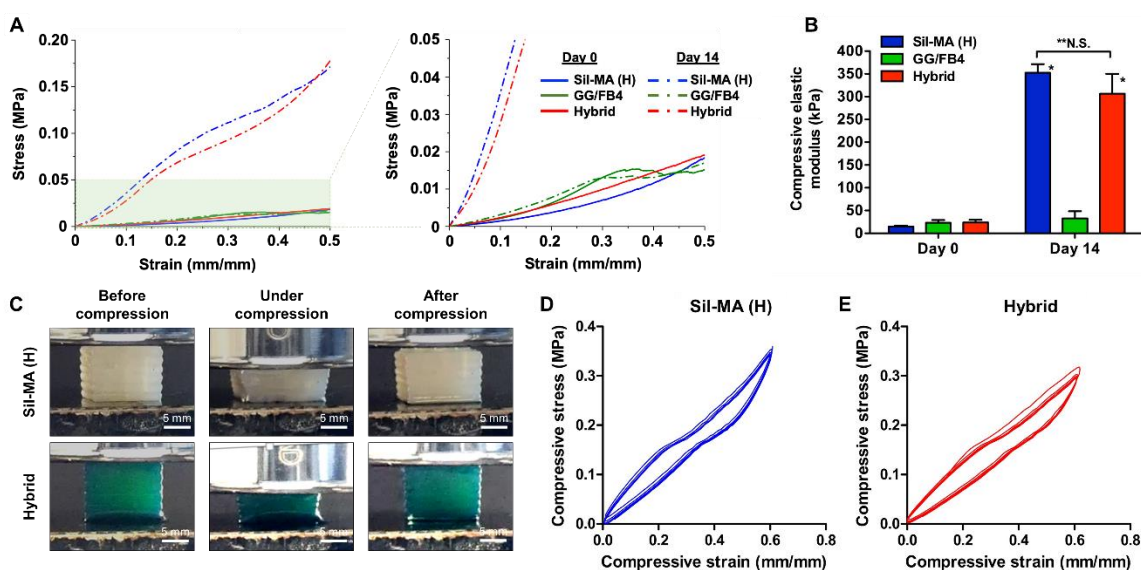 A
0.20
0.15
0.10
0.05
0
Stress (MPa)
0
0.1
0.2
0.3
0.4
0.5
Strain (mm/mm)
0.05
0.04
0.03
0.02
0.01
0
Stress (MPa)
Day 0
Day 14
Sil-MA (H)
Sil-MA (H)
GG/FB4
GG/FB4
Hybrid
Hybrid
0
0.1
0.2
0.3
0.4
0.5
Strain (mm/mm)
B
Sil-MA (H)
GG/FB4
Hybrid
**N.S.
*
*
400
350
300
250
200
150
100
50
0
Compressive elastic
modulus (kPa)
Day 0
Day 14
C
Before
compression
Under
compression
After
compression
Sil-MA (H)
5 mm
5 mm
5 mm
Hybrid
5 mm
5 mm
5 mm
D
Sil-MA (H)
0.4
0.3
0.2
0.1
0.0
Compressive stress (MPa)
0.0
0.2
0.4
0.6
0.8
Compressive strain (mm/mm)
E
Hybrid
0.4
0.3
0.2
0.1
0.0
Compressive stress (MPa)
0.0
0.2
0.4
0.6
0.8
Compressive strain (mm/mm)